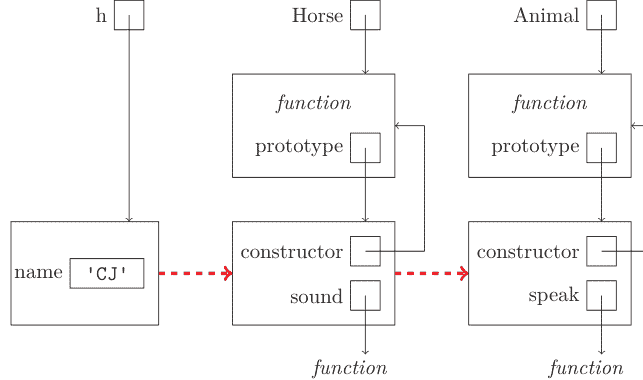 h
Horse
Animal
function
function
prototype
prototype
constructor
constructor
name 'CJ'
sound
speak
function
function